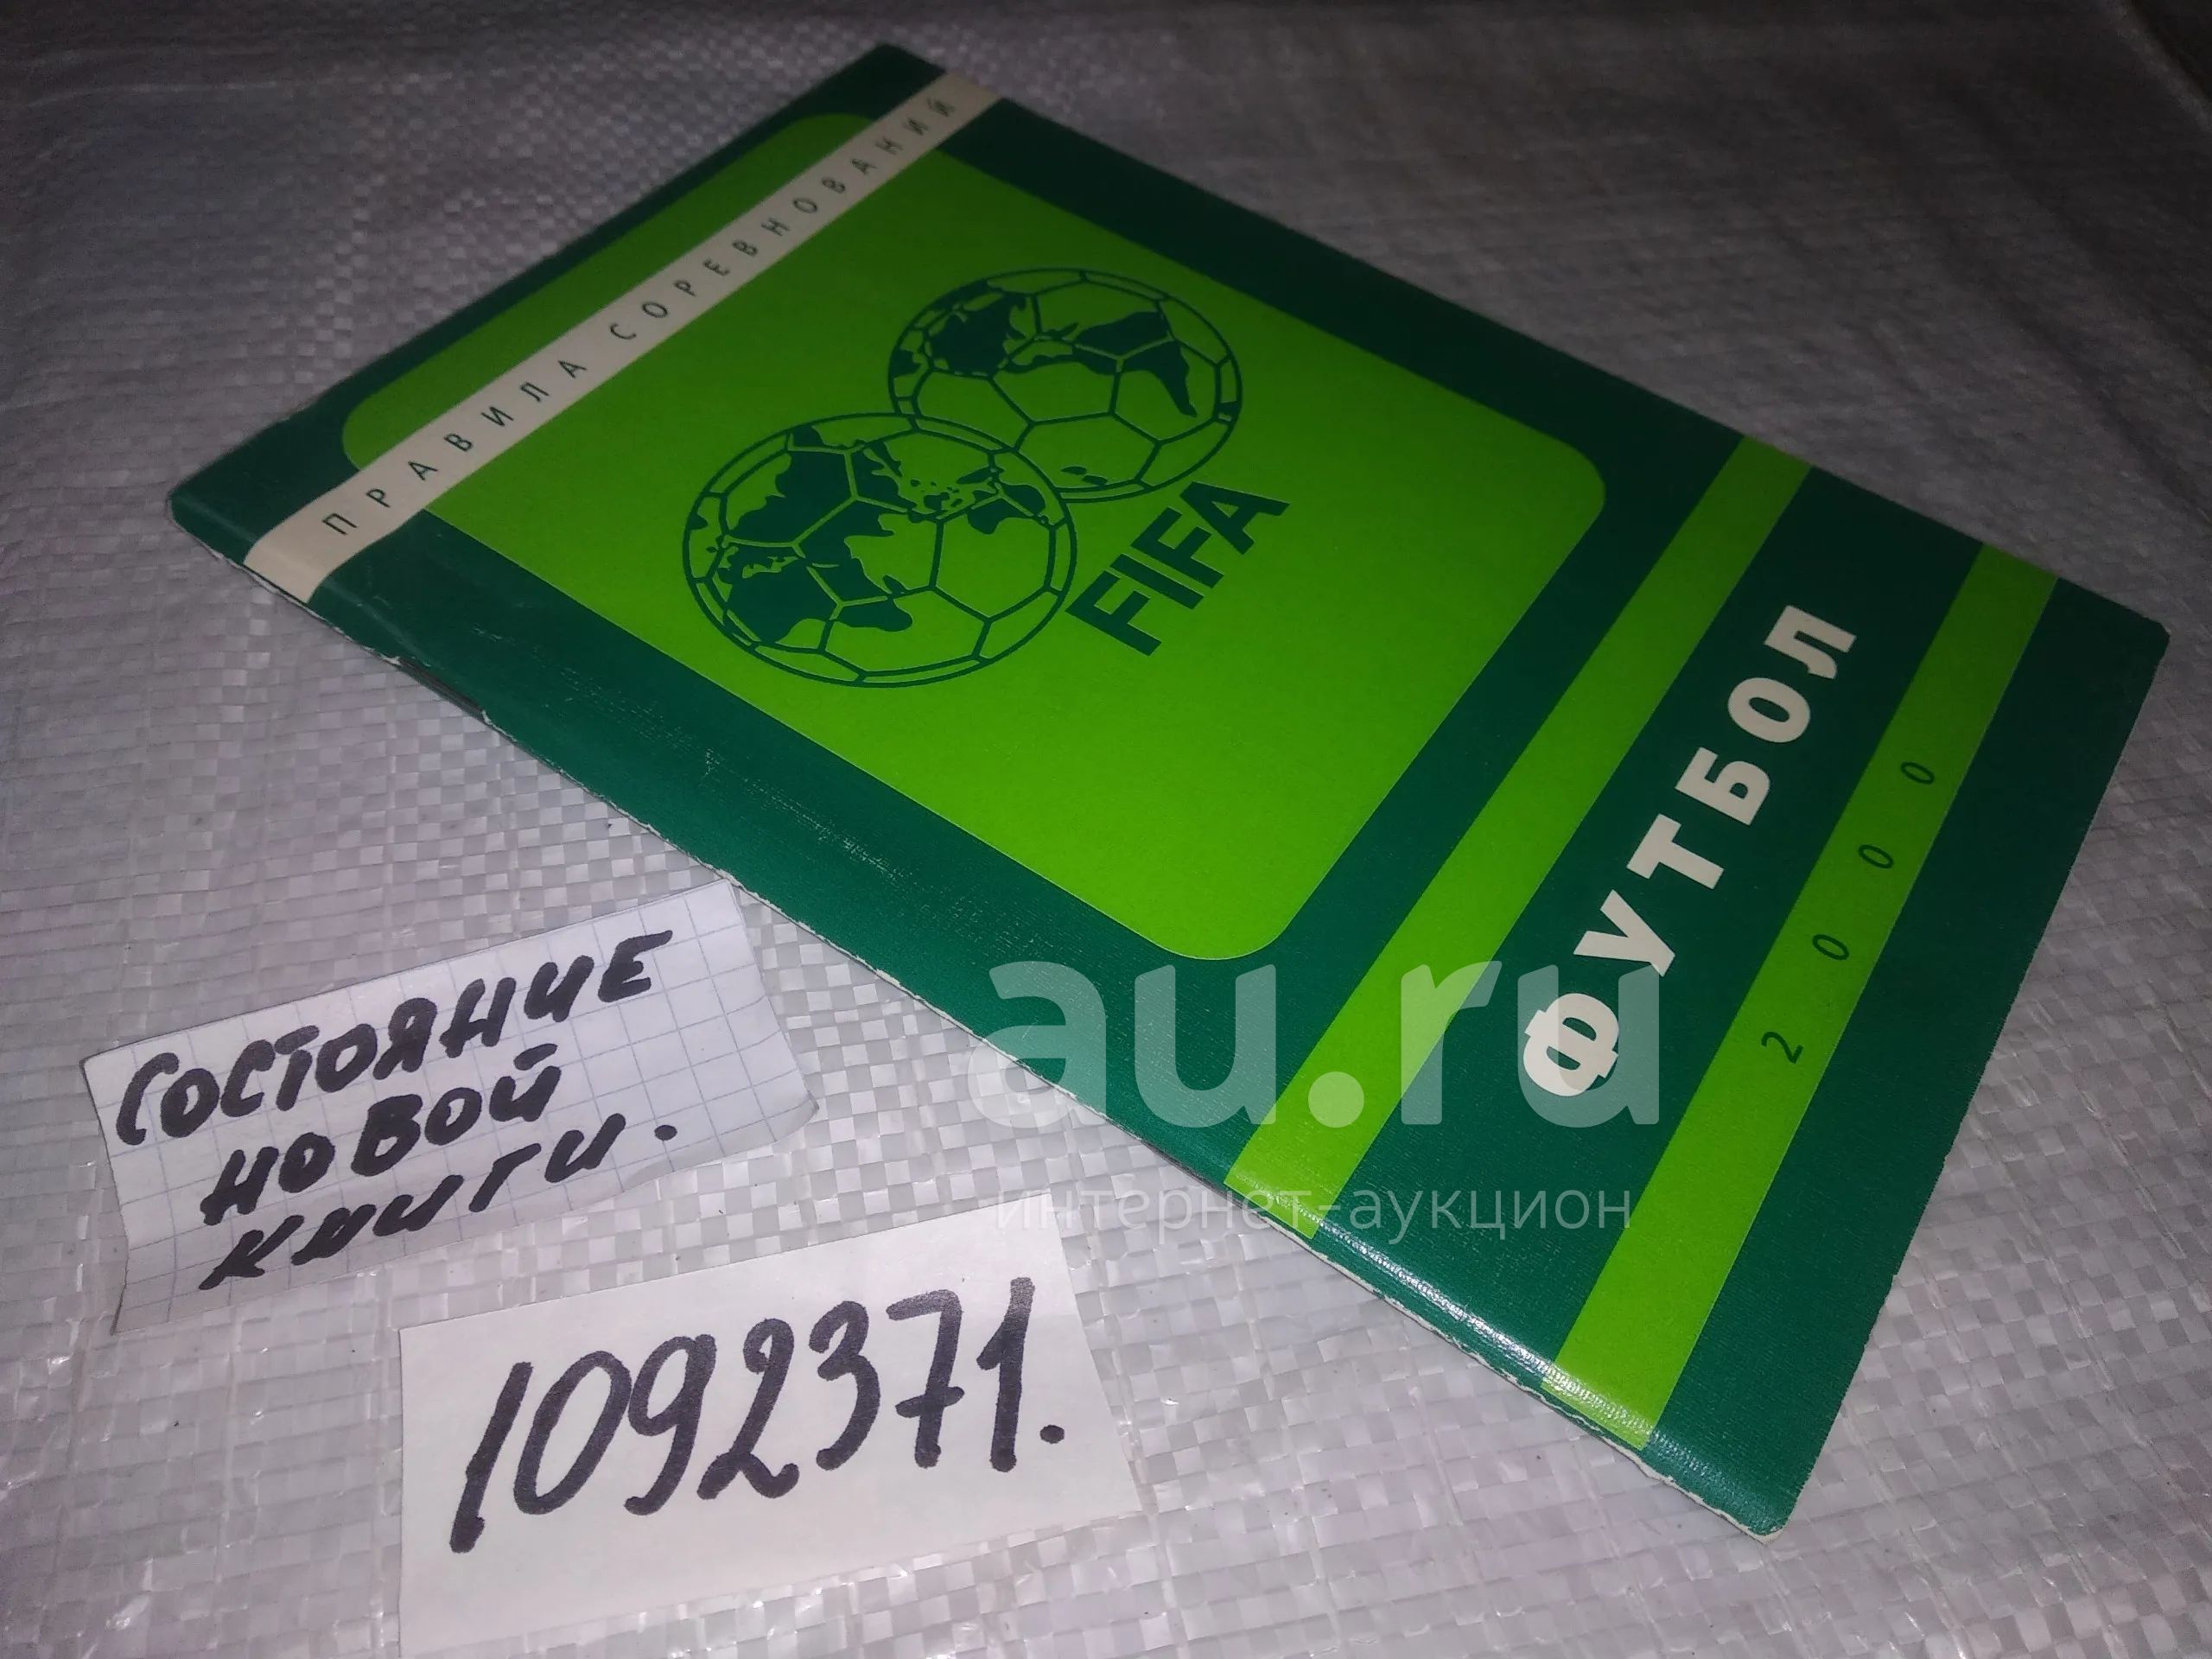 ПРАВИЛА СОРЕВНОВАНИЙ
FIFA
ФУТБОЛ
2000
au.ru
интернет-аукцион
СОСТОЯНИЕ
НОВОЙ
КНИГИ.
1092371.